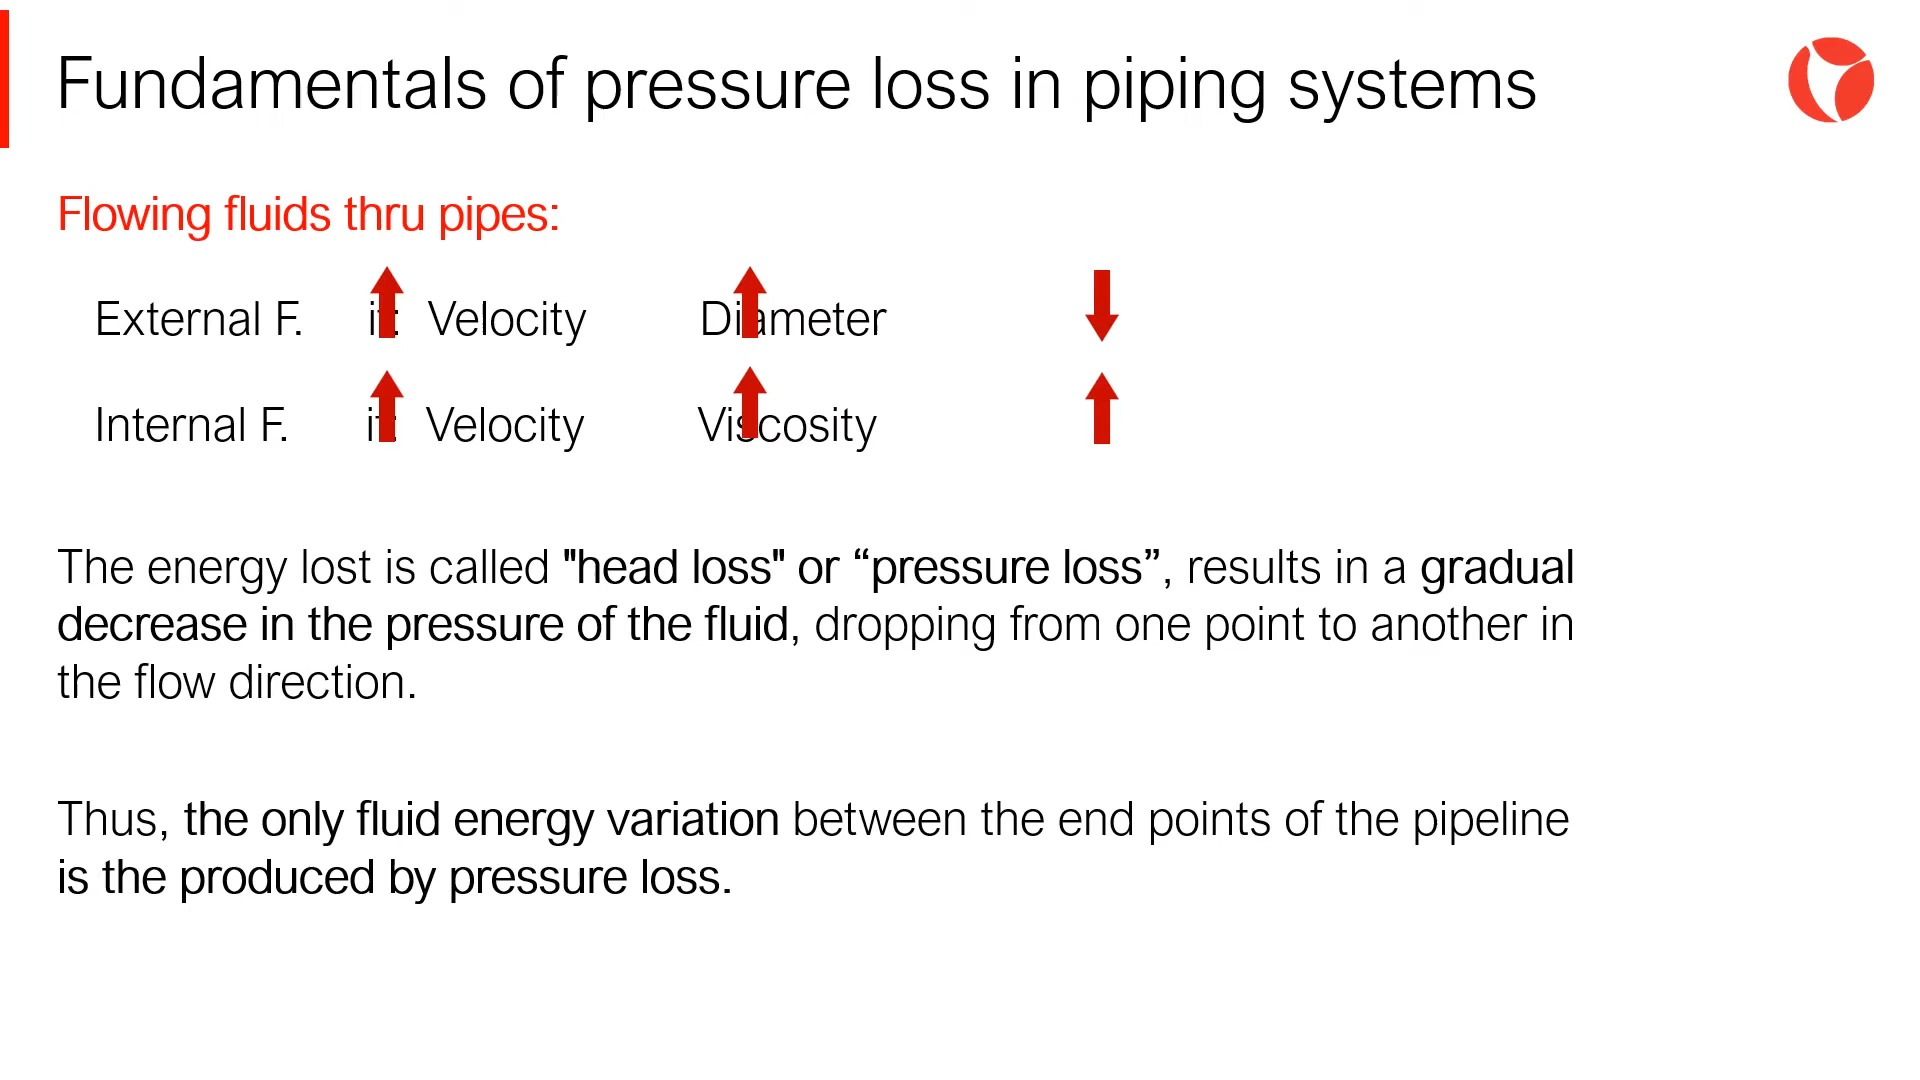 Fundamentals of pressure loss in piping systems
Flowing fluids thru pipes:
External F. if: Velocity Diameter
Internal F. if: Velocity Viscosity
The energy lost is called "head loss" or “pressure loss”, results in a gradual
decrease in the pressure of the fluid, dropping from one point to another in
the flow direction.
Thus, the only fluid energy variation between the end points of the pipeline
is the produced by pressure loss.